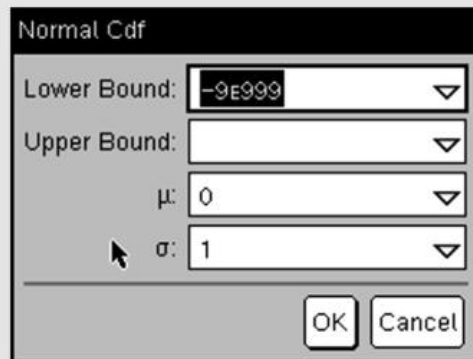 Normal Cdf
Lower Bound: -9E999
Upper Bound:
μ: 0
σ: 1
OK Cancel